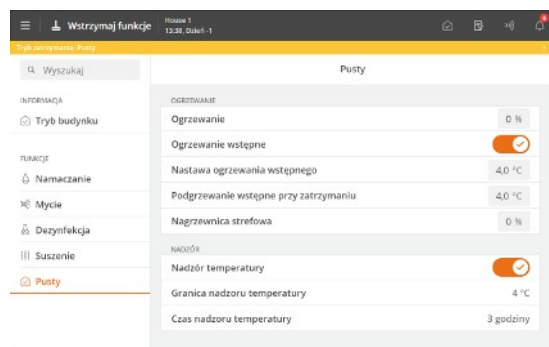 Wstrzymaj funkcje
House 1
13:38, Dzień -1
4
Tryb zatrzymania: Pusty
Wyszukaj
Pusty
INFORMACJA
Tryb budynku
FUNKCJE
Namaczanie
Mycie
Dezynfekcja
Suszenie
Pusty
OGRZEWANIE
Ogrzewanie 0 %
Ogrzewanie wstępne
Nastawa ogrzewania wstępnego 4,0 °C
Podgrzewanie wstępne przy zatrzymaniu 4,0 °C
Nagrzewnica strefowa 0 %
NADZÓR
Nadzór temperatury
Granica nadzoru temperatury 4 °C
Czas nadzoru temperatury 3 godziny